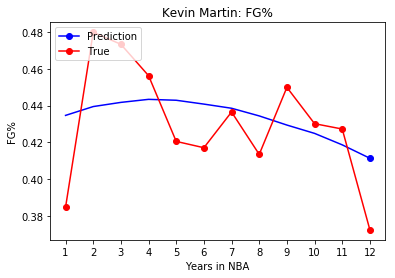 Kevin Martin: FG%
Prediction
True
0.48
0.46
0.44
0.42
0.40
0.38
FG%
1 2 3 4 5 6 7 8 9 10 11 12
Years in NBA